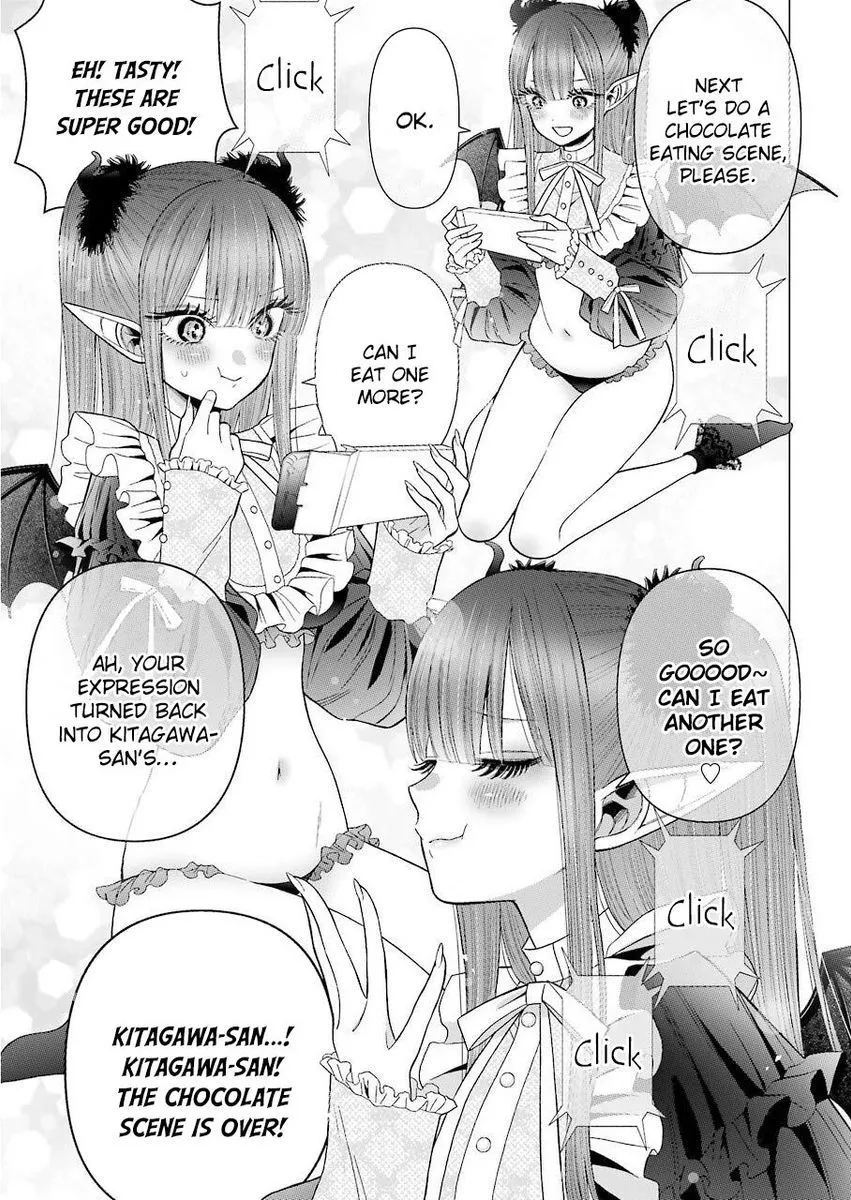 NEXT
LET'S DO A
CHOCOLATE
EATING SCENE,
PLEASE.
OK.
Click
EH! TASTY!
THESE ARE
SUPER GOOD!
Click
CAN I
EAT ONE
MORE?
AH, YOUR
EXPRESSION
TURNED BACK
INTO KITAGAWA-
SAN'S...
SO
GOOOOD~
CAN I EAT
ANOTHER
ONE?
♡
Click
Click
KITAGAWA-SAN...!
KITAGAWA-SAN!
THE CHOCOLATE
SCENE IS OVER!